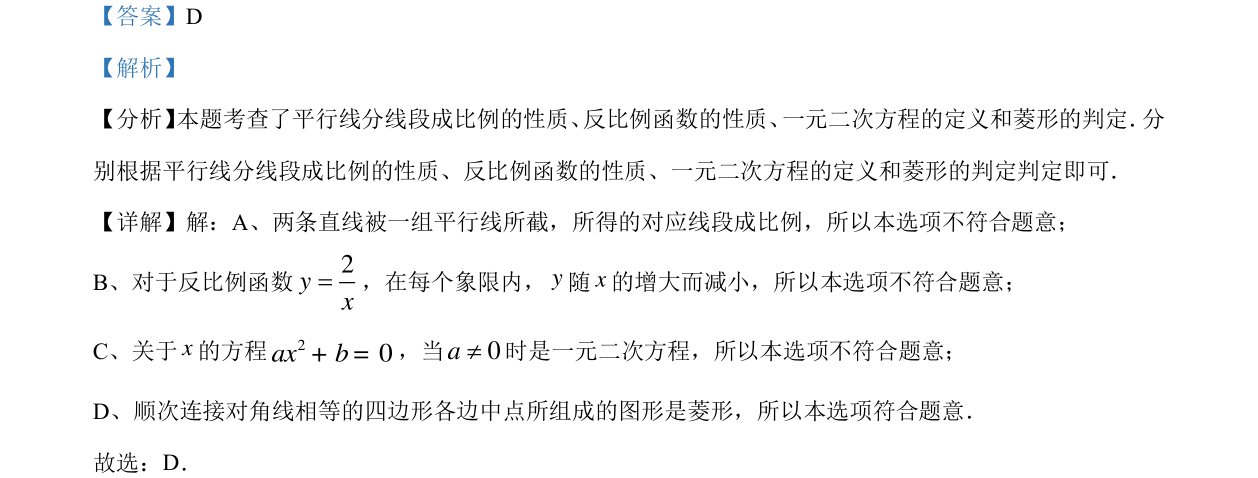 【答案】D
【解析】
【分析】本题考查了平行线分线段成比例的性质、反比例函数的性质、一元二次方程的定义和菱形的判定．分
别根据平行线分线段成比例的性质、反比例函数的性质、一元二次方程的定义和菱形的判定判定即可．
【详解】解：A、两条直线被一组平行线所截，所得的对应线段成比例，所以本选项不符合题意；
B、对于反比例函数 y = 2/x，在每个象限内， y 随 x 的增大而减小，所以本选项不符合题意；
C、关于 x 的方程 ax² + b = 0，当 a ≠ 0 时是一元二次方程，所以本选项不符合题意；
D、顺次连接对角线相等的四边形各边中点所组成的图形是菱形，所以本选项符合题意．
故选：D．